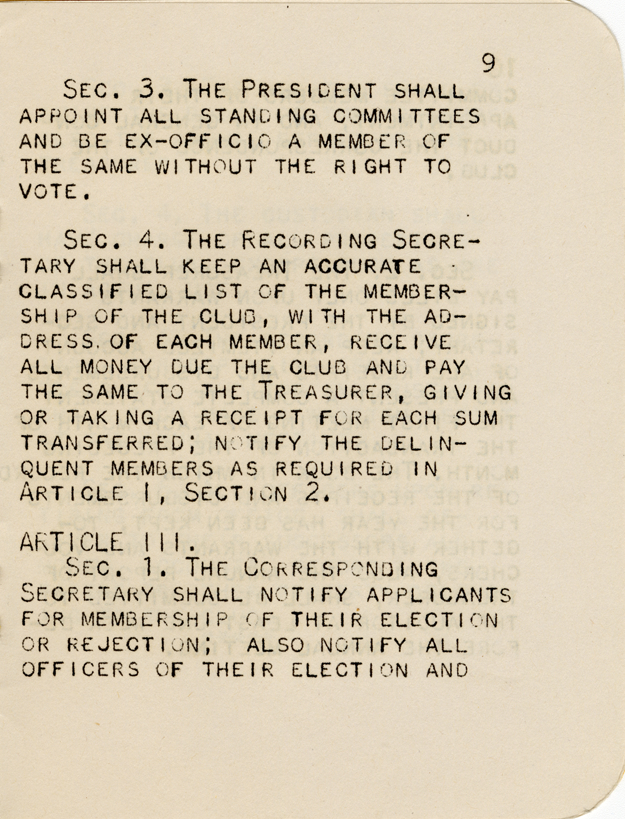 9
SEC. 3. THE PRESIDENT SHALL
APPOINT ALL STANDING COMMITTEES
AND BE EX-OFFICIO A MEMBER OF
THE SAME WITHOUT THE RIGHT TO
VOTE.
SEC. 4. THE RECORDING SECRE-
TARY SHALL KEEP AN ACCURATE
CLASSIFIED LIST OF THE MEMBER-
SHIP OF THE CLUB, WITH THE AD-
DRESS OF EACH MEMBER, RECEIVE
ALL MONEY DUE THE CLUB AND PAY
THE SAME TO THE TREASURER, GIVING
OR TAKING A RECEIPT FOR EACH SUM
TRANSFERRED; NOTIFY THE DELIN-
QUENT MEMBERS AS REQUIRED IN
ARTICLE I, SECTION 2.
ARTICLE III.
SEC. 1. THE CORRESPONDING
SECRETARY SHALL NOTIFY APPLICANTS
FOR MEMBERSHIP OF THEIR ELECTION
OR REJECTION; ALSO NOTIFY ALL
OFFICERS OF THEIR ELECTION AND